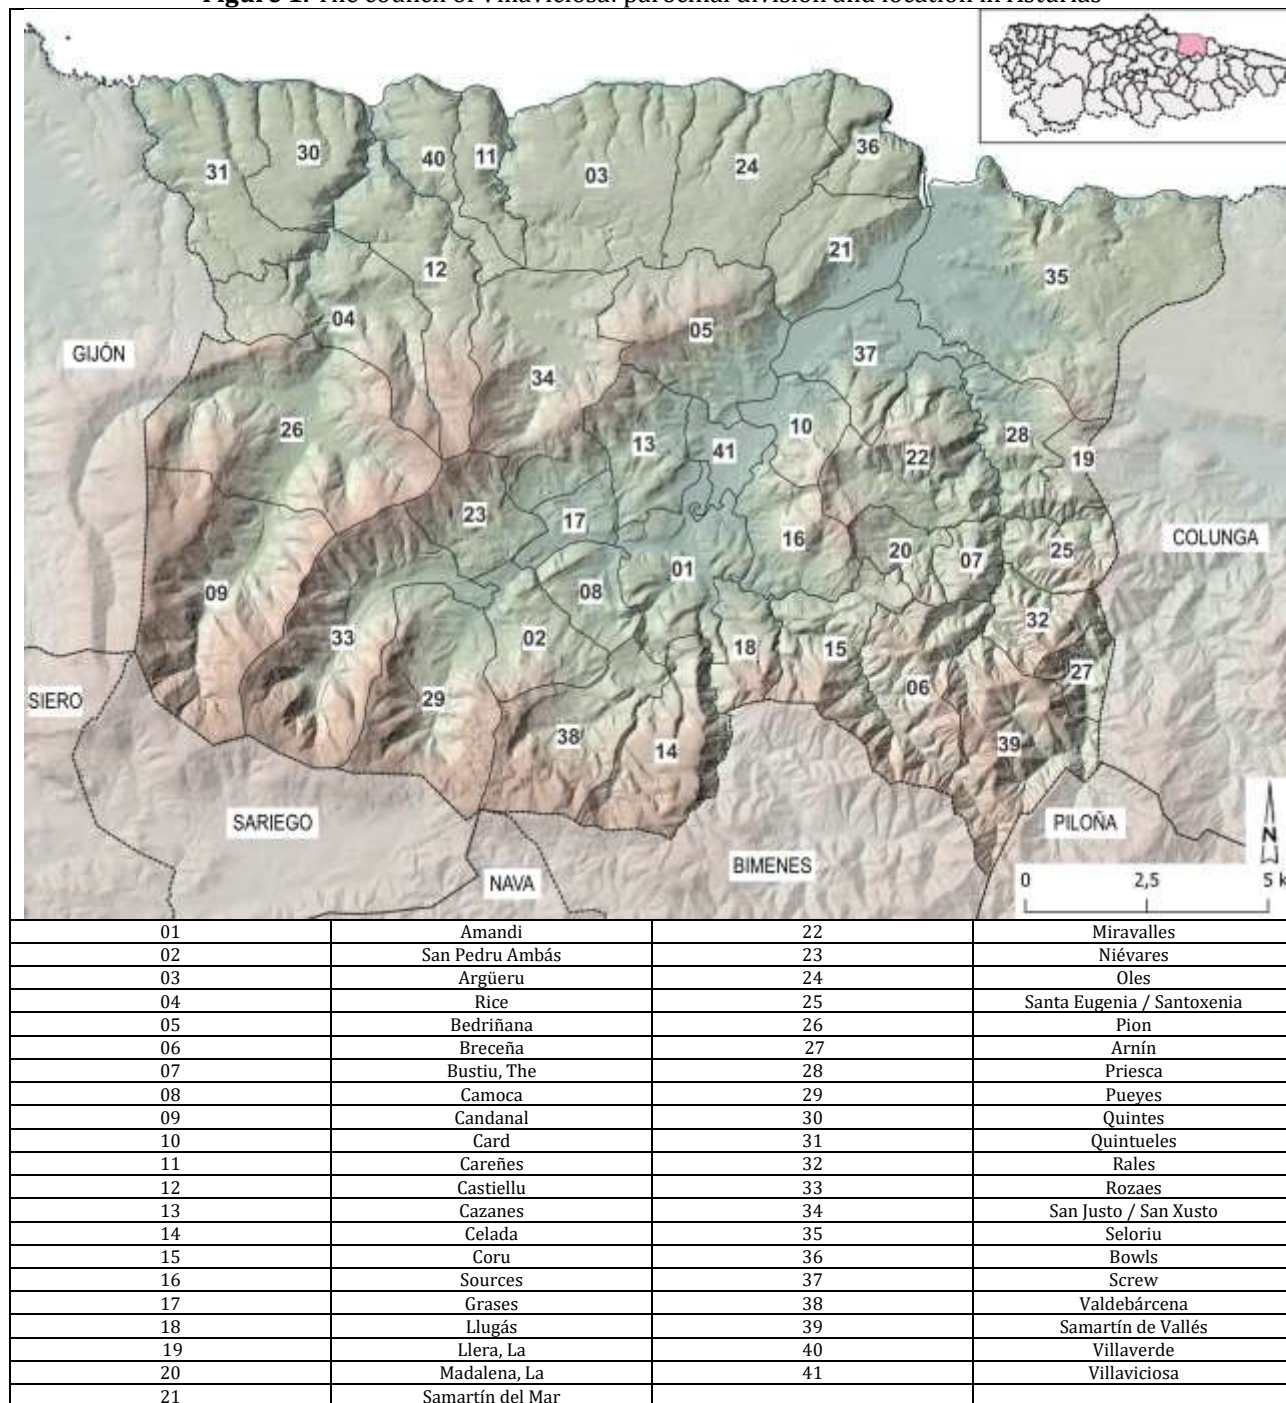 Figure 1. The council of Villaviciosa: parochial division and location in Asturias
30
31
40
11
03
24
36
21
12
35
04
05
GIJÓN
37
34
26
10
28
13
41
22
19
23
17
COLUNGA
16
20
07
25
01
09
08
32
33
02
18
15
27
SIERO
29
06
38
14
39
SARIEGO
PILOÑA
N
BIMENES
NAVA
0 2,5 5 k
01 Amandi 22 Miravalles
02 San Pedru Ambás 23 Niévares
03 Argüeru 24 Oles
04 Rice 25 Santa Eugenia / Santoxenia
05 Bedriñana 26 Pion
06 Breceña 27 Arnín
07 Bustiu, The 28 Priesca
08 Camoca 29 Pueyes
09 Candanal 30 Quintes
10 Card 31 Quintueles
11 Careñes 32 Rales
12 Castiellu 33 Rozaes
13 Cazanes 34 San Justo / San Xusto
14 Celada 35 Seloriu
15 Coru 36 Bowls
16 Sources 37 Screw
17 Grases 38 Valdebárcena
18 Llugás 39 Samartín de Vallés
19 Llera, La 40 Villaverde
20 Madalena, La 41 Villaviciosa
21 Samartín del Mar